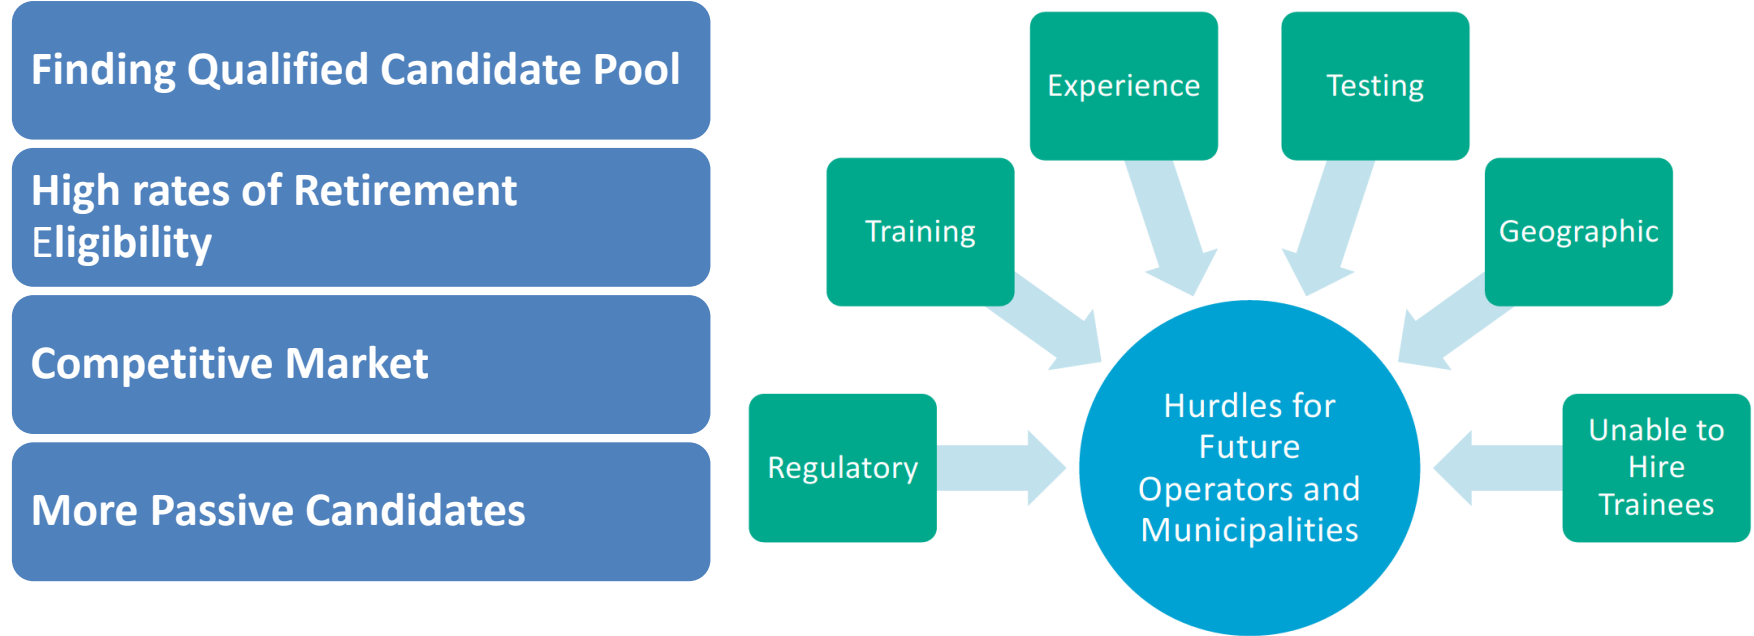 Finding Qualified Candidate Pool
High rates of Retirement
Eligibility
Competitive Market
More Passive Candidates
Experience
Testing
Training
Geographic
Regulatory
Hurdles for
Future
Operators and
Municipalities
Unable to
Hire
Trainees